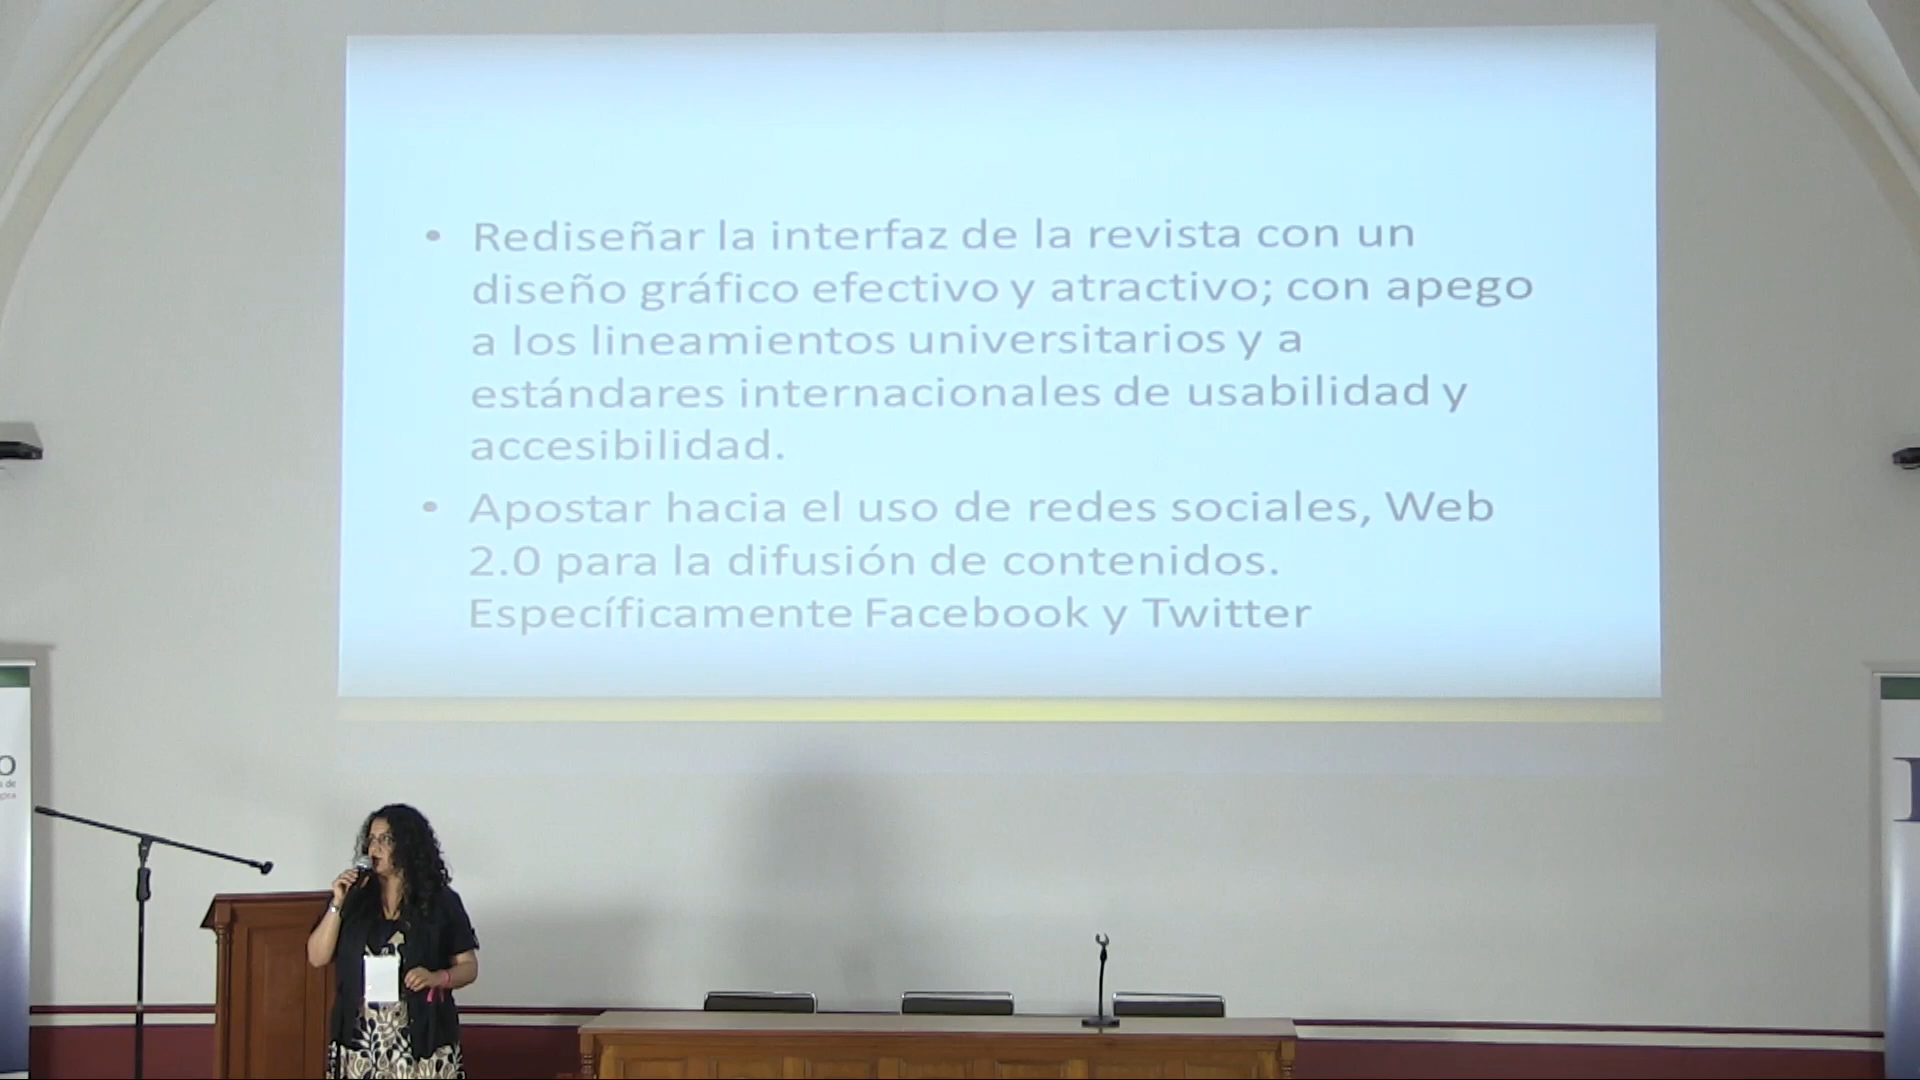 • Rediseñar la interfaz de la revista con un
diseño gráfico efectivo y atractivo; con apego
a los lineamientos universitarios y a
estándares internacionales de usabilidad y
accesibilidad.
• Apostar hacia el uso de redes sociales, Web
2.0 para la difusión de contenidos.
Específicamente Facebook y Twitter